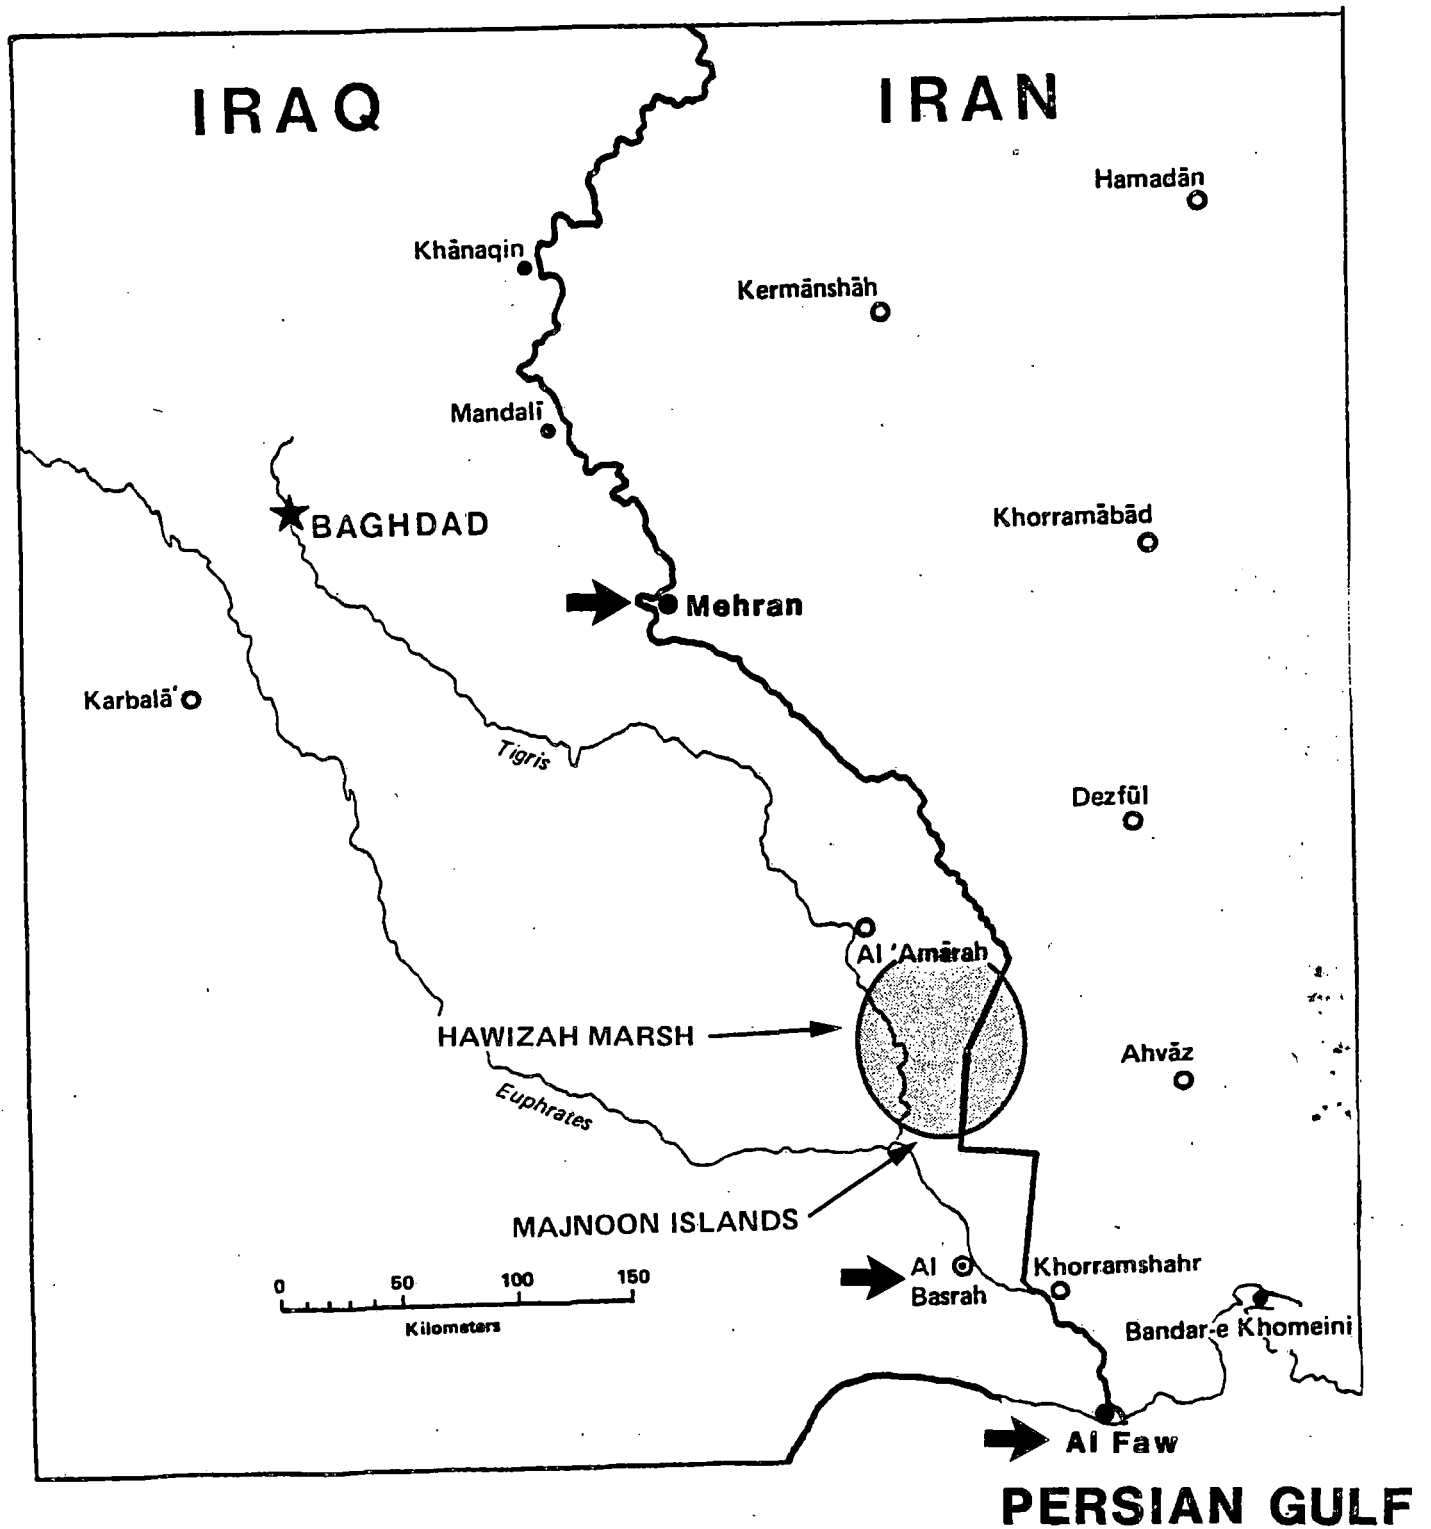 IRAQ
IRAN
Hamadān
Khānaqin
Kermānshāh
Mandalī
BAGHDAD
Khorramābād
Mehran
Karbalā'
Tigris
Dezfūl
Al 'Amārah
HAWIZAH MARSH
Ahvāz
Euphrates
MAJNOON ISLANDS
Al
Basrah
Khorramshahr
0 50 100 150
Kilometers
Bandar-e Khomeini
Al Faw
PERSIAN GULF